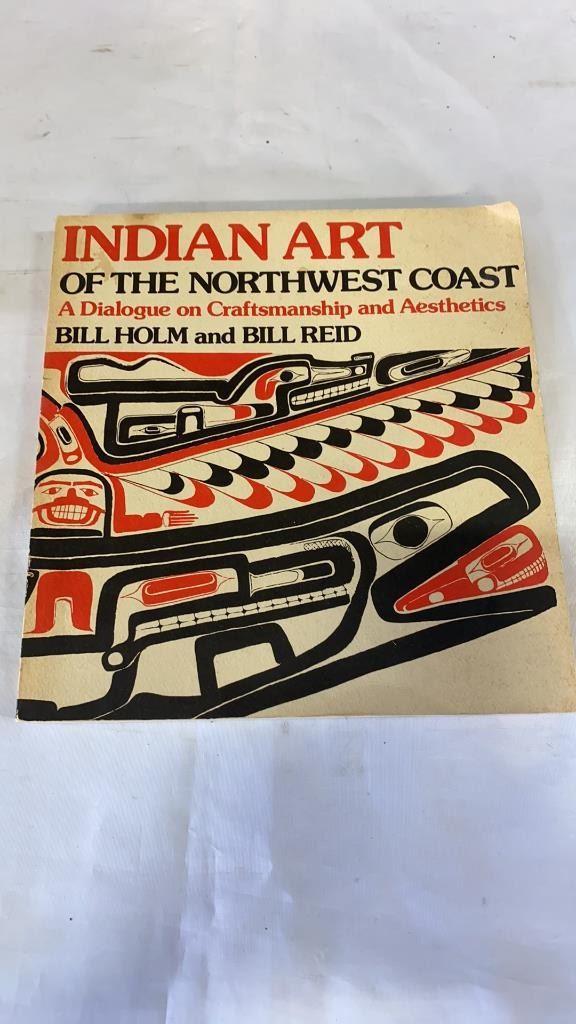 INDIAN ART
OF THE NORTHWEST COAST
A Dialogue on Craftsmanship and Aesthetics
BILL HOLM and BILL REID